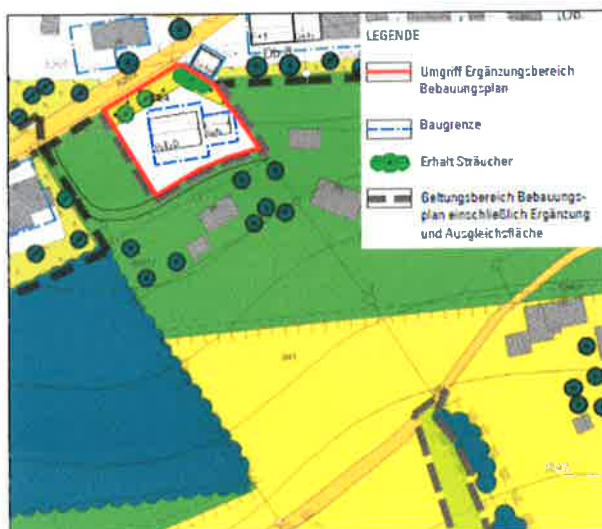 LEGENDE
Umgriff Ergänzungsbereich
Bebauungsplan
Baugrenze
Erhalt Sträucher
Geltungsbereich Bebauungs-
plan einschließlich Ergänzung
und Ausgleichsfläche